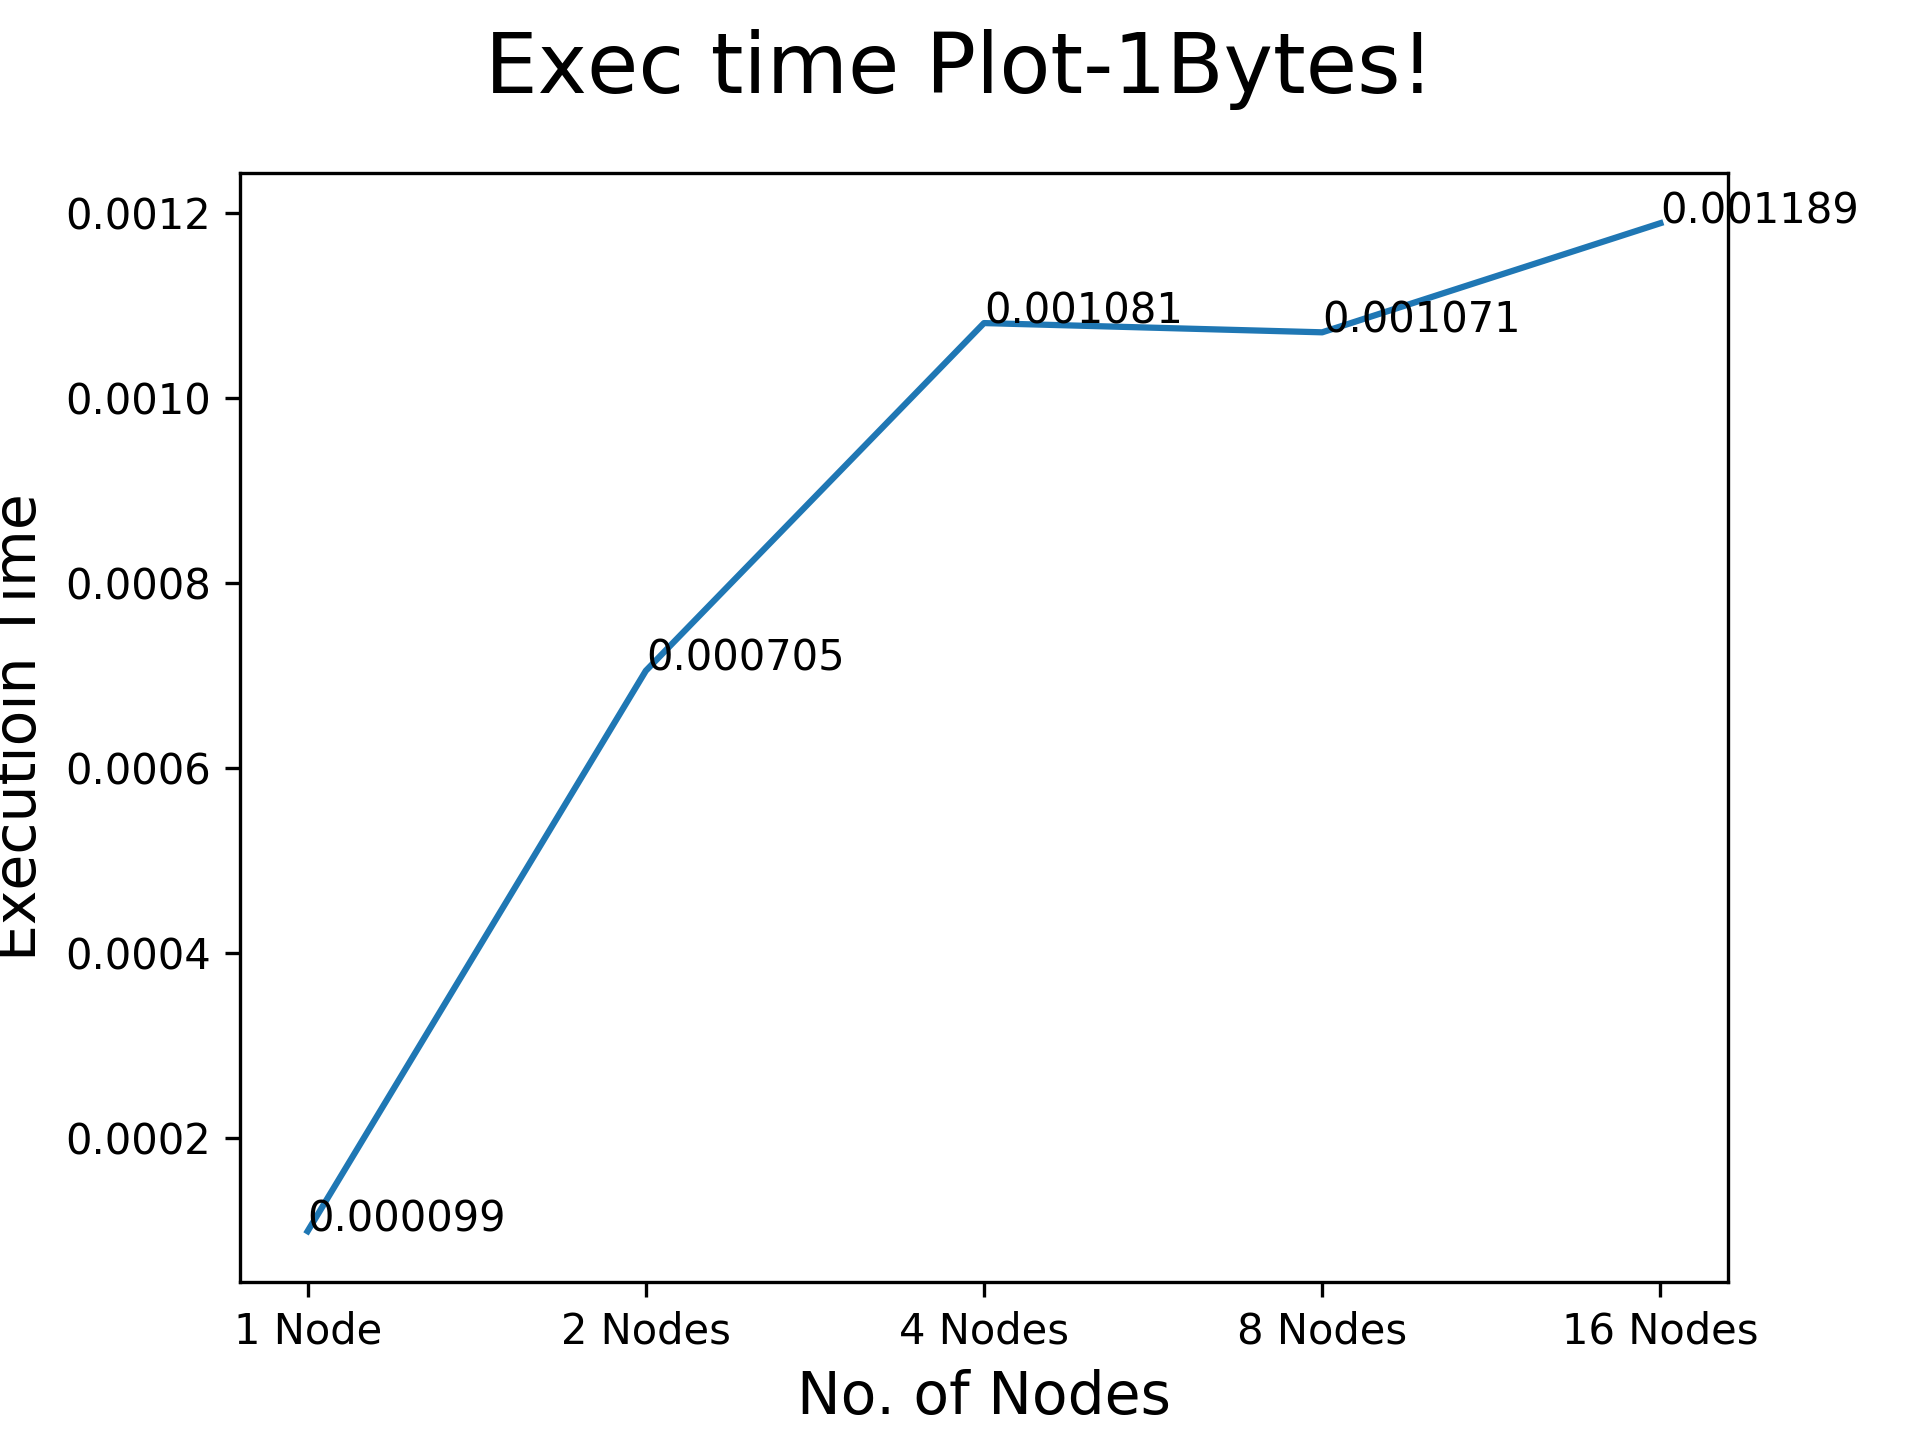 Exec time Plot-1Bytes!
Execution Time
0.0012
0.0010
0.0008
0.0006
0.0004
0.0002
0.001189
0.001081
0.001071
0.000705
0.000099
1 Node
2 Nodes
4 Nodes
8 Nodes
16 Nodes
No. of Nodes